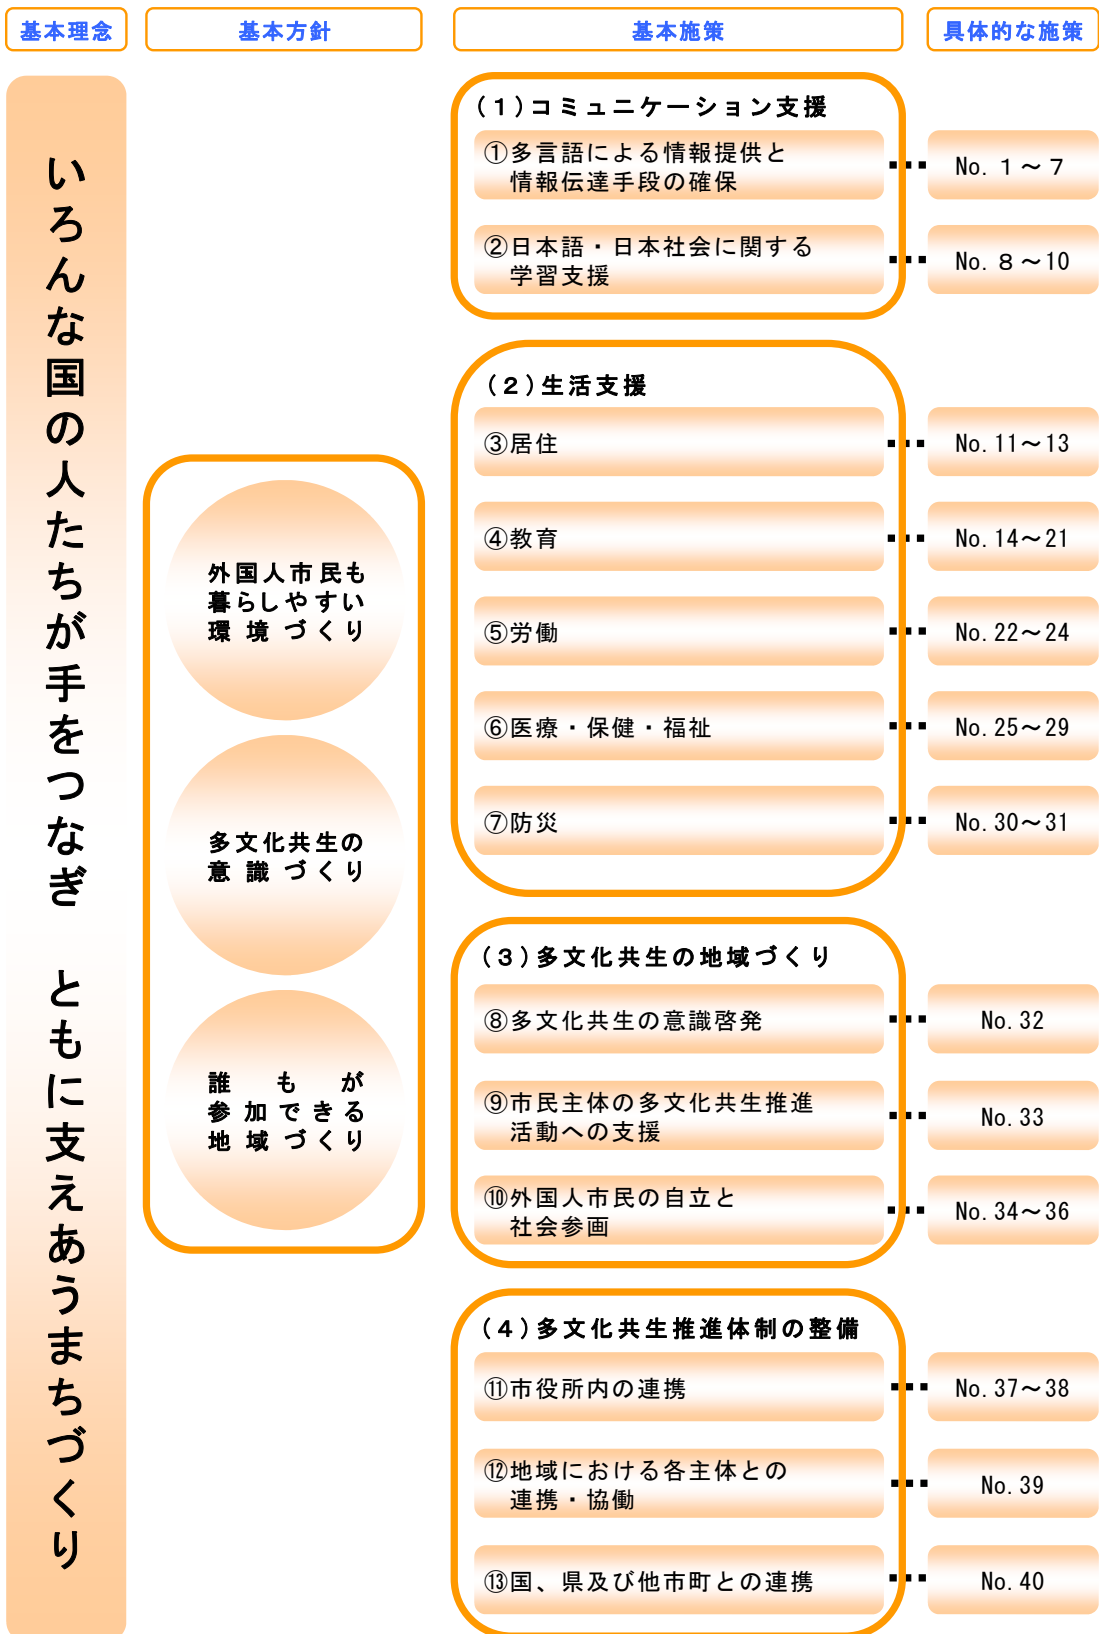 基本理念
基本方針
基本施策
具体的な施策
いろんな国の人たちが手をつなぎ　ともに支えあうまちづくり
外国人市民も
暮らしやすい
環境づくり
多文化共生の
意識づくり
誰もが
参加できる
地域づくり
(１)コミュニケーション支援
①多言語による情報提供と
情報伝達手段の確保
No. 1～7
②日本語・日本社会に関する
学習支援
No. 8～10
(２)生活支援
③居住
No. 11～13
④教育
No. 14～21
⑤労働
No. 22～24
⑥医療・保健・福祉
No. 25～29
⑦防災
No. 30～31
(３)多文化共生の地域づくり
⑧多文化共生の意識啓発
No. 32
⑨市民主体の多文化共生推進
活動への支援
No. 33
⑩外国人市民の自立と
社会参画
No. 34～36
(４)多文化共生推進体制の整備
⑪市役所内の連携
No. 37～38
⑫地域における各主体との
連携・協働
No. 39
⑬国、県及び他市町との連携
No. 40